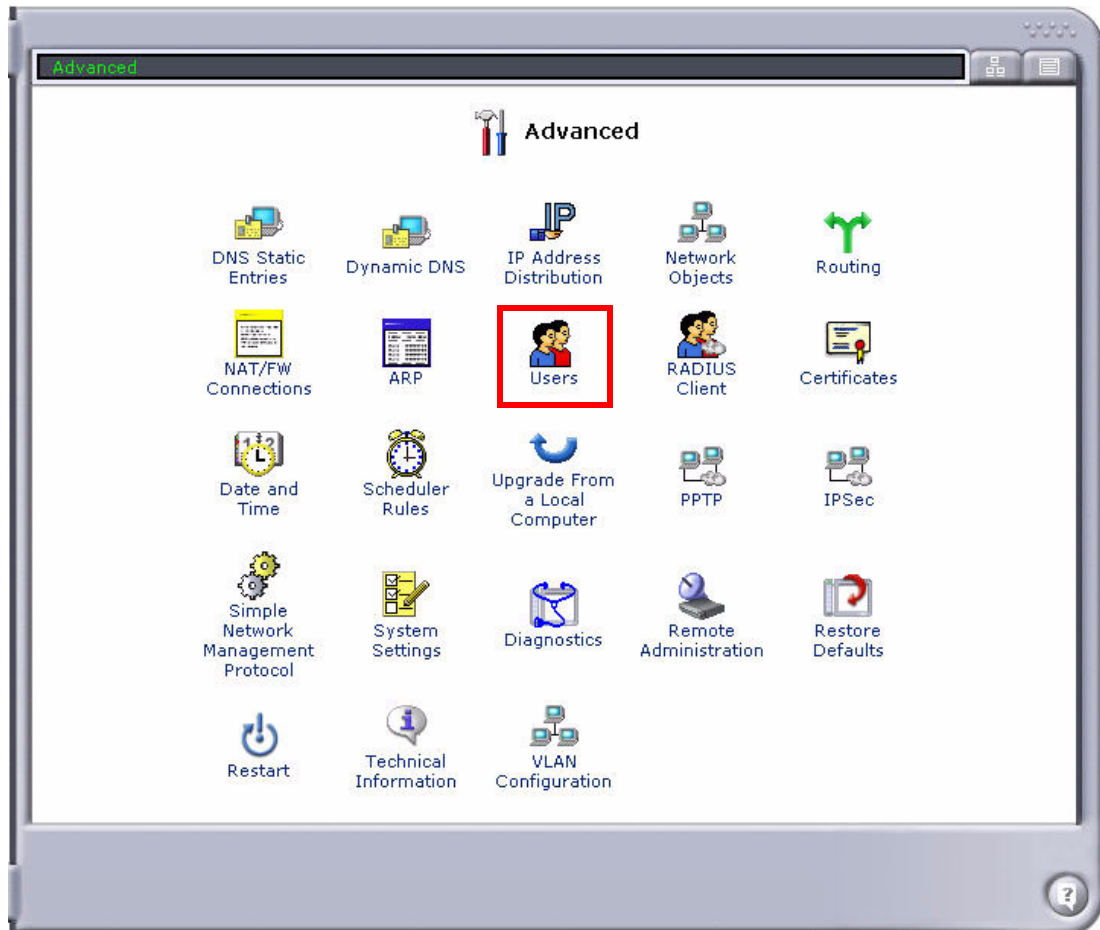 Advanced
Advanced
DNS Static
Entries
Dynamic DNS
IP Address
Distribution
Network
Objects
Routing
NAT/FW
Connections
ARP
Users
RADIUS
Client
Certificates
Date and
Time
Scheduler
Rules
Upgrade From
a Local
Computer
PPTP
IPSec
Simple
Network
Management
Protocol
System
Settings
Diagnostics
Remote
Administration
Restore
Defaults
Restart
Technical
Information
VLAN
Configuration